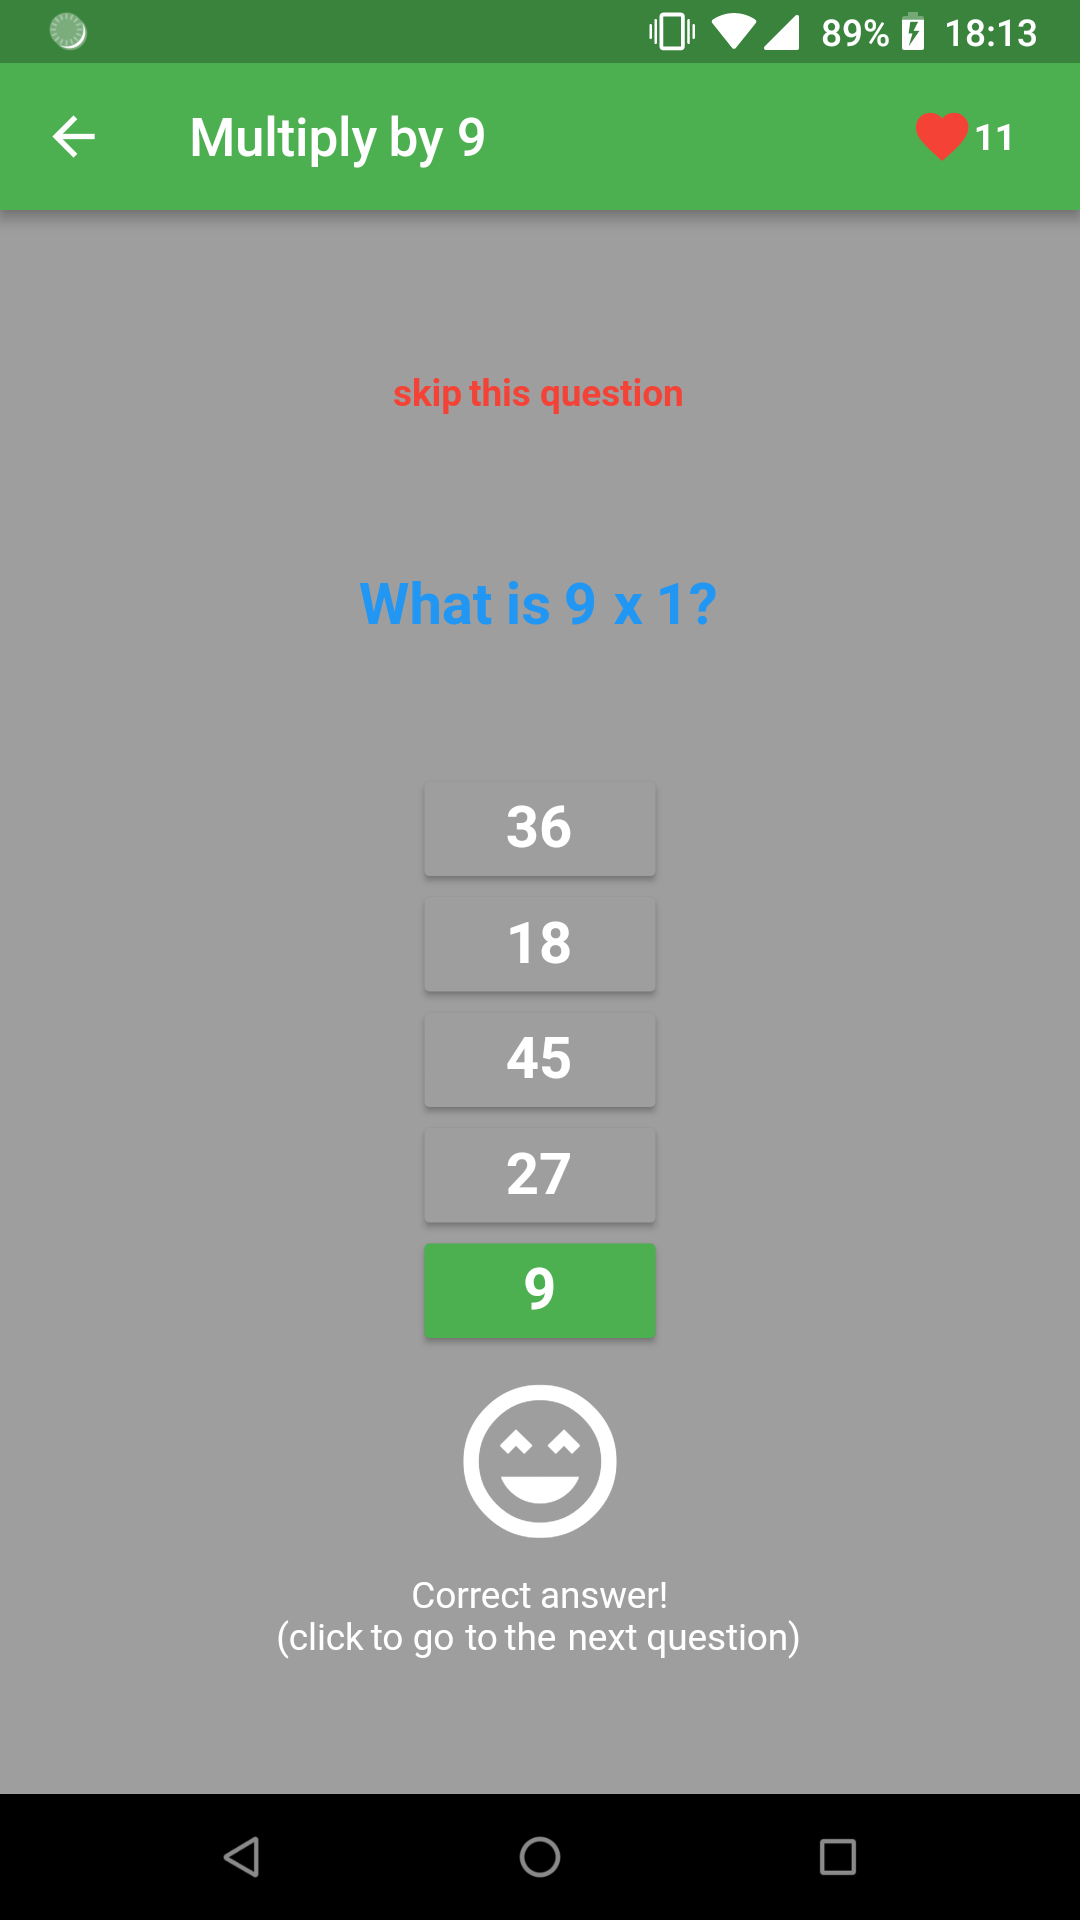 89% 18:13
Multiply by 9
11
skip this question
What is 9 x 1?
36
18
45
27
9
Correct answer!
(click to go to the next question)